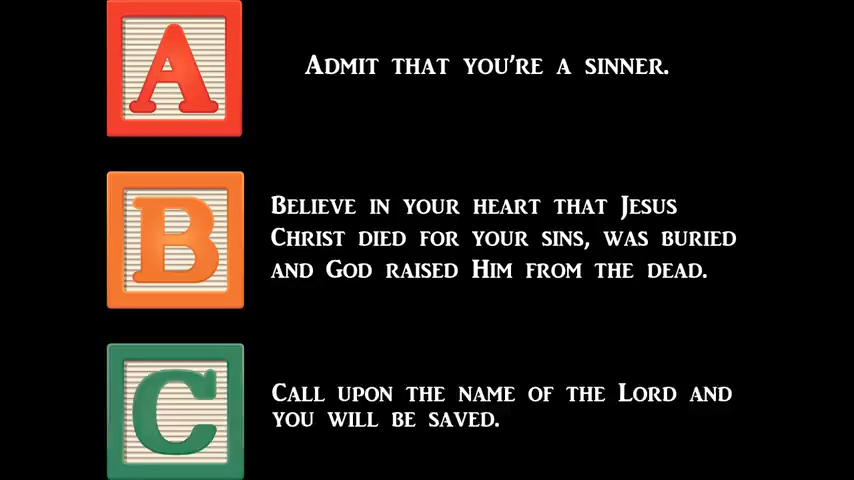 A
Admit that you're a sinner.
B
Believe in your heart that Jesus
Christ died for your sins, was buried
and God raised Him from the dead.
C
Call upon the name of the Lord and
you will be saved.